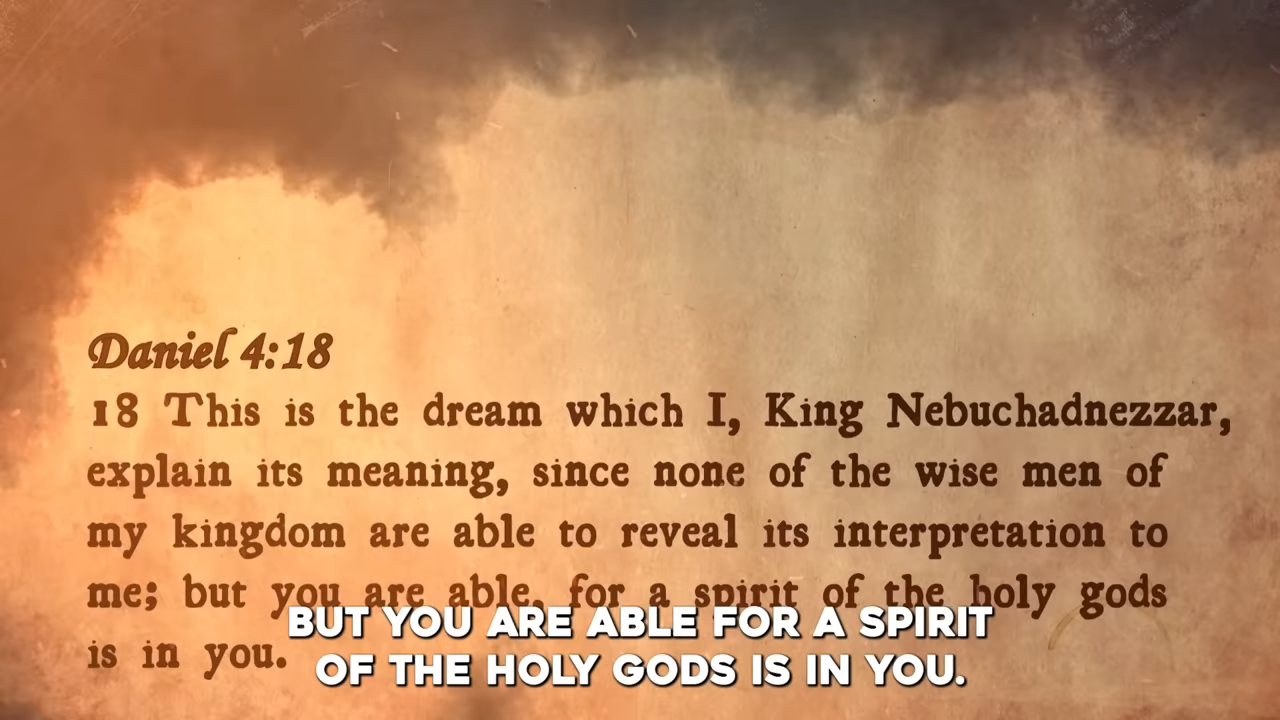 Daniel 4:18
18 This is the dream which I, King Nebuchadnezzar,
explain its meaning, since none of the wise men of
my kingdom are able to reveal its interpretation to
me; but you are able, for a spirit of the holy gods
is in you.
BUT YOU ARE ABLE FOR A SPIRIT
OF THE HOLY GODS IS IN YOU.